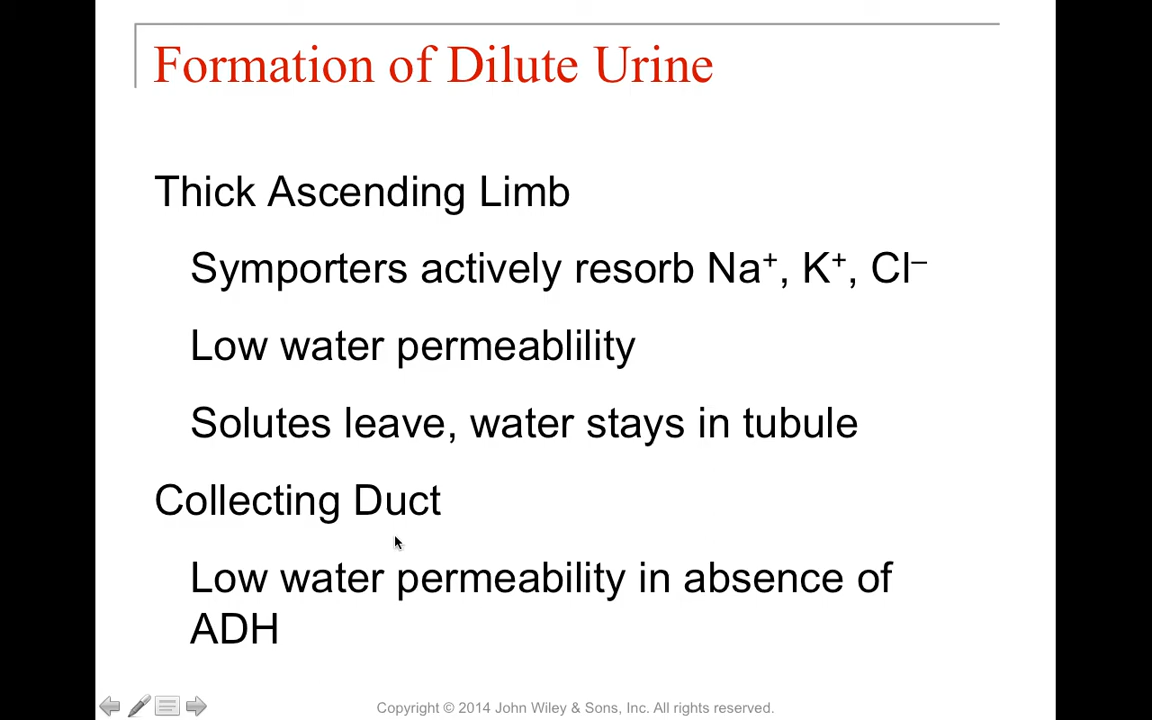 Formation of Dilute Urine
Thick Ascending Limb
Symporters actively resorb Na⁺, K⁺, Cl⁻
Low water permeablility
Solutes leave, water stays in tubule
Collecting Duct
Low water permeability in absence of
ADH
Copyright © 2014 John Wiley & Sons, Inc. All rights reserved.